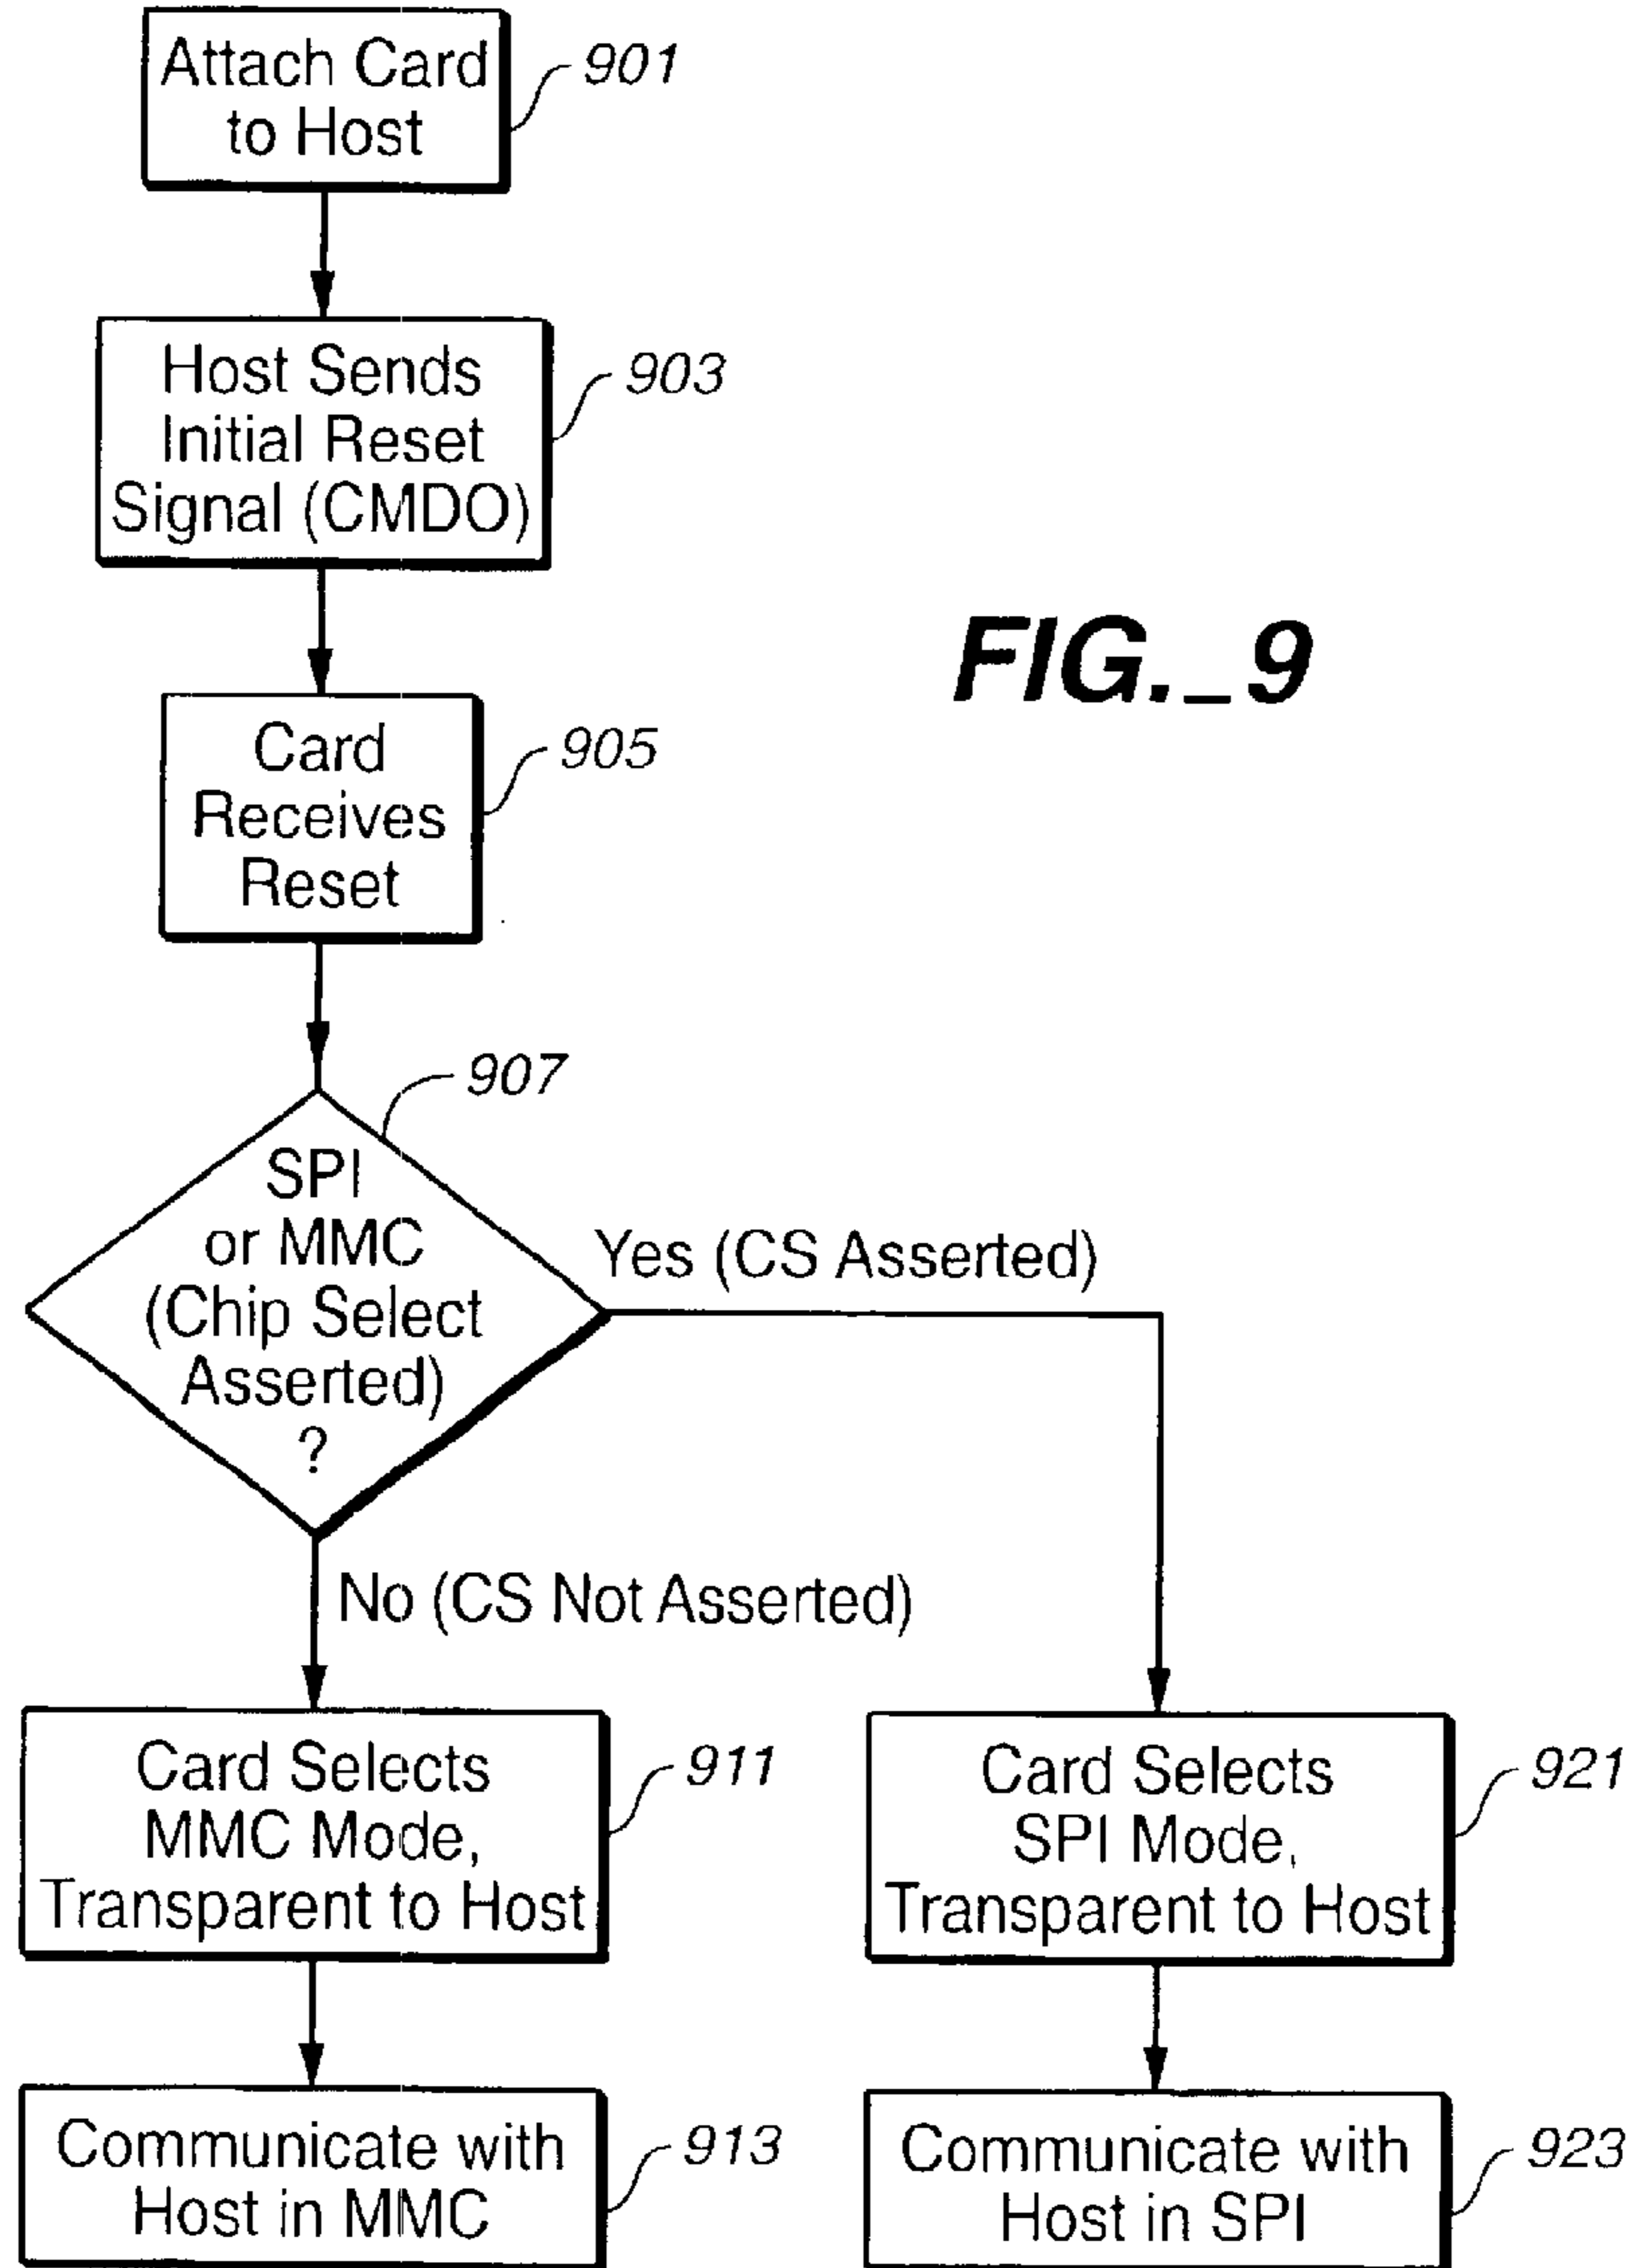 Attach Card
to Host
901
Host Sends
Initial Reset
Signal (CMDO)
903
FIG._9
Card
Receives
Reset
905
907
SPI
or MMC
(Chip Select
Asserted)
?
Yes (CS Asserted)
No (CS Not Asserted)
Card Selects
MMC Mode,
Transparent to Host
911
Card Selects
SPI Mode,
Transparent to Host
921
Communicate with
Host in MMC
913
Communicate with
Host in SPI
923